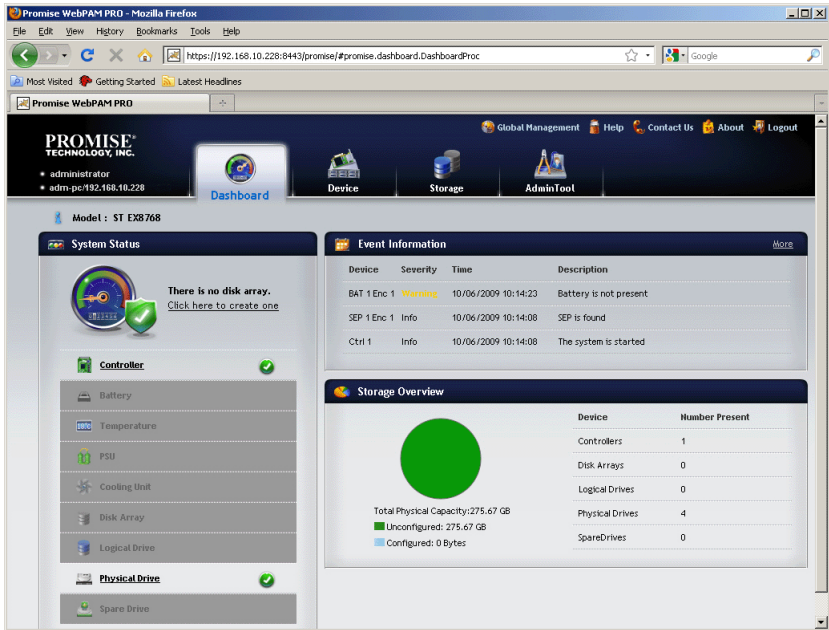 Promise WebPAM PRO - Mozilla Firefox
File Edit View History Bookmarks Tools Help
https://192.168.10.228:8443/promise/#promise.dashboard.DashboardProc
Google
Most Visited Getting Started Latest Headlines
Promise WebPAM PRO
Global Management Help Contact Us About Logout
PROMISE®
TECHNOLOGY, INC.
administrator
adm-pc/192.168.10.228
Dashboard Device Storage AdminTool
Model : ST EX8768
System Status
There is no disk array.
Click here to create one
Controller
Battery
Temperature
PSU
Cooling Unit
Disk Array
Logical Drive
Physical Drive
Spare Drive
Event Information More
Device Severity Time Description
BAT 1 Enc 1 Warning 10/06/2009 10:14:23 Battery is not present
SEP 1 Enc 1 Info 10/06/2009 10:14:08 SEP is found
Ctrl 1 Info 10/06/2009 10:14:08 The system is started
Storage Overview
Total Physical Capacity:275.67 GB
Unconfigured: 275.67 GB
Configured: 0 Bytes
Device Number Present
Controllers 1
Disk Arrays 0
Logical Drives 0
Physical Drives 4
SpareDrives 0